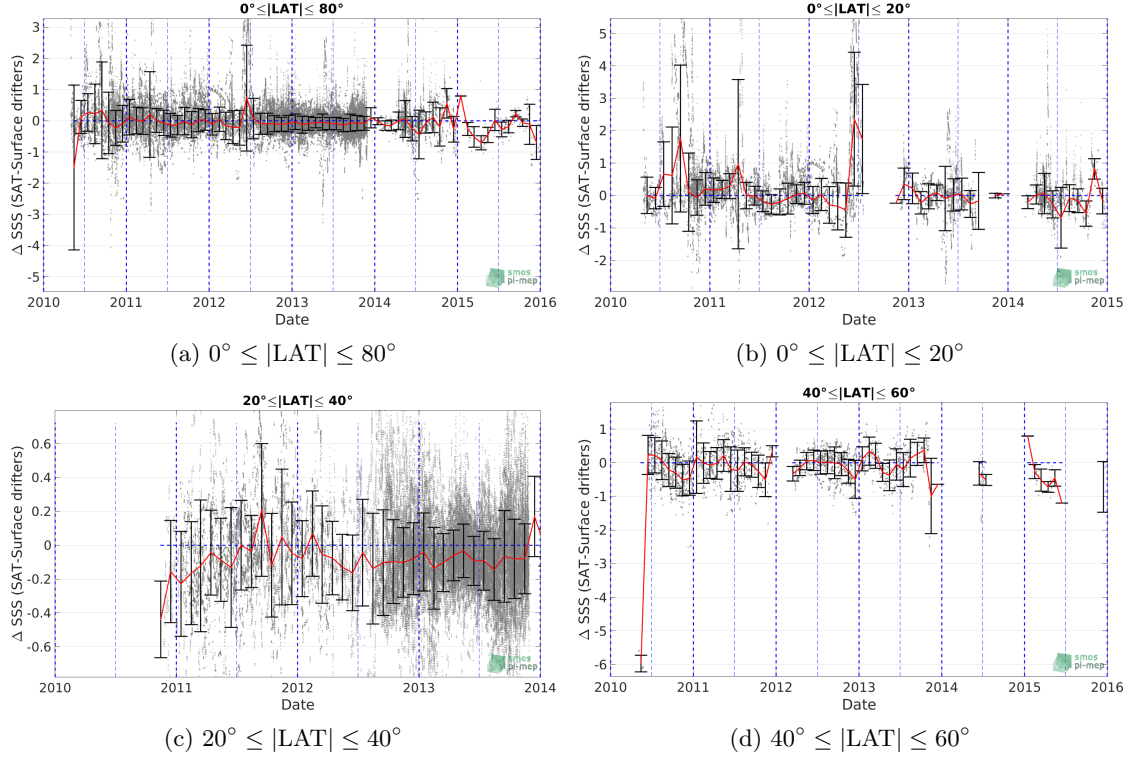 0°≤|LAT|≤ 80°
Δ SSS (SAT-Surface drifters)
3
2
1
0
-1
-2
-3
-4
-5
2010 2011 2012 2013 2014 2015 2016
Date
smos
pi-mep
(a) 0° ≤ |LAT| ≤ 80°
0°≤|LAT|≤ 20°
Δ SSS (SAT-Surface drifters)
5
4
3
2
1
0
-1
-2
2010 2011 2012 2013 2014 2015
Date
smos
pi-mep
(b) 0° ≤ |LAT| ≤ 20°
20°≤|LAT|≤ 40°
Δ SSS (SAT-Surface drifters)
0.6
0.4
0.2
0
-0.2
-0.4
-0.6
2010 2011 2012 2013 2014
Date
smos
pi-mep
(c) 20° ≤ |LAT| ≤ 40°
40°≤|LAT|≤ 60°
Δ SSS (SAT-Surface drifters)
1
0
-1
-2
-3
-4
-5
-6
2010 2011 2012 2013 2014 2015 2016
Date
smos
pi-mep
(d) 40° ≤ |LAT| ≤ 60°